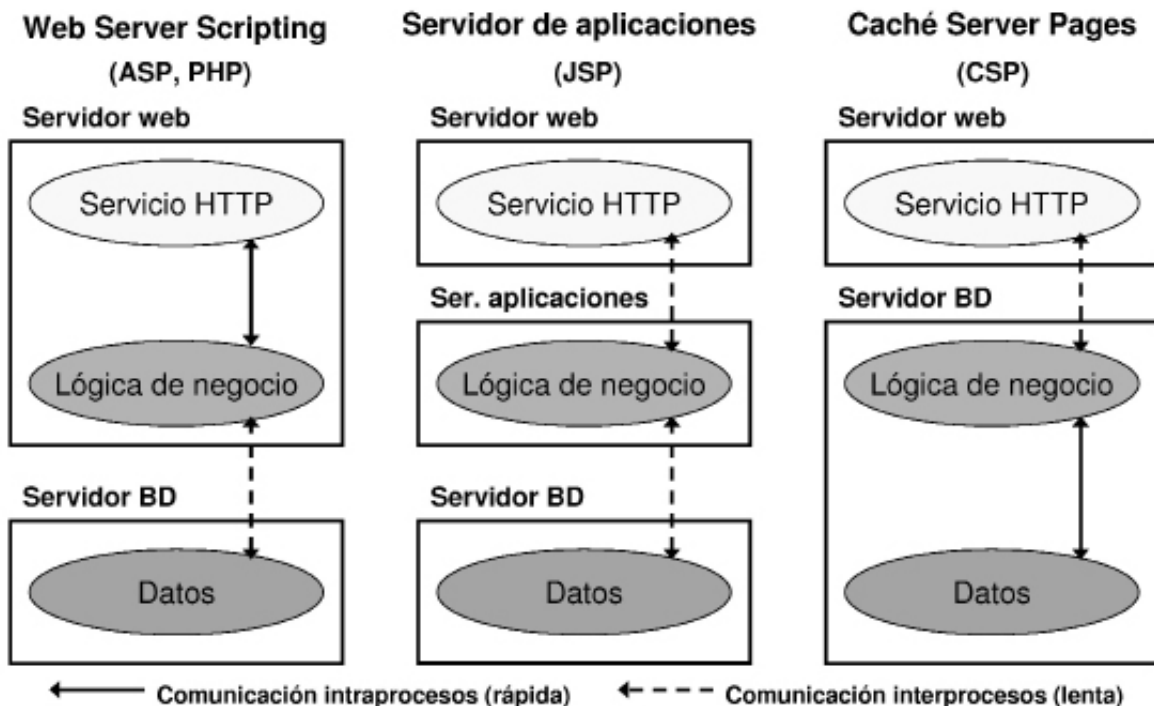 Web Server Scripting
(ASP, PHP)
Servidor web
Servicio HTTP
Lógica de negocio
Servidor BD
Datos
Servidor de aplicaciones
(JSP)
Servidor web
Servicio HTTP
Ser. aplicaciones
Lógica de negocio
Servidor BD
Datos
Caché Server Pages
(CSP)
Servidor web
Servicio HTTP
Servidor BD
Lógica de negocio
Datos
Comunicación intraprocesos (rápida)
Comunicación interprocesos (lenta)